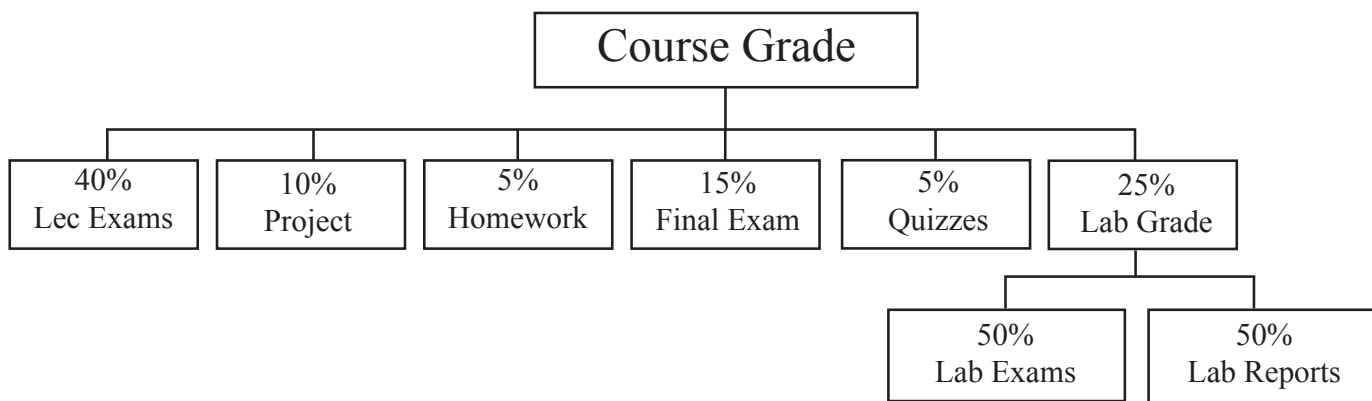 Course Grade
40%
Lec Exams
10%
Project
5%
Homework
15%
Final Exam
5%
Quizzes
25%
Lab Grade
50%
Lab Exams
50%
Lab Reports